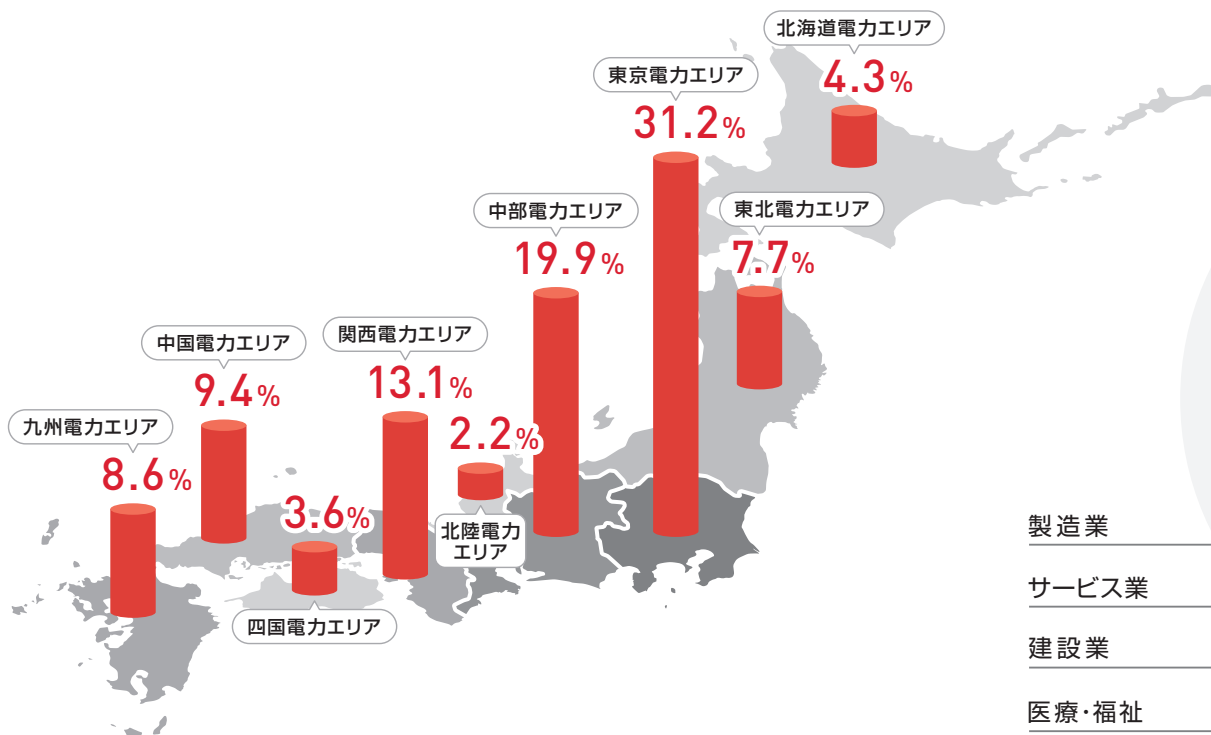 北海道電力エリア
4.3%
東京電力エリア
31.2%
東北電力エリア
7.7%
中部電力エリア
19.9%
関西電力エリア
13.1%
北陸電力
エリア
2.2%
中国電力エリア
9.4%
四国電力エリア
3.6%
九州電力エリア
8.6%
製造業
サービス業
建設業
医療・福祉